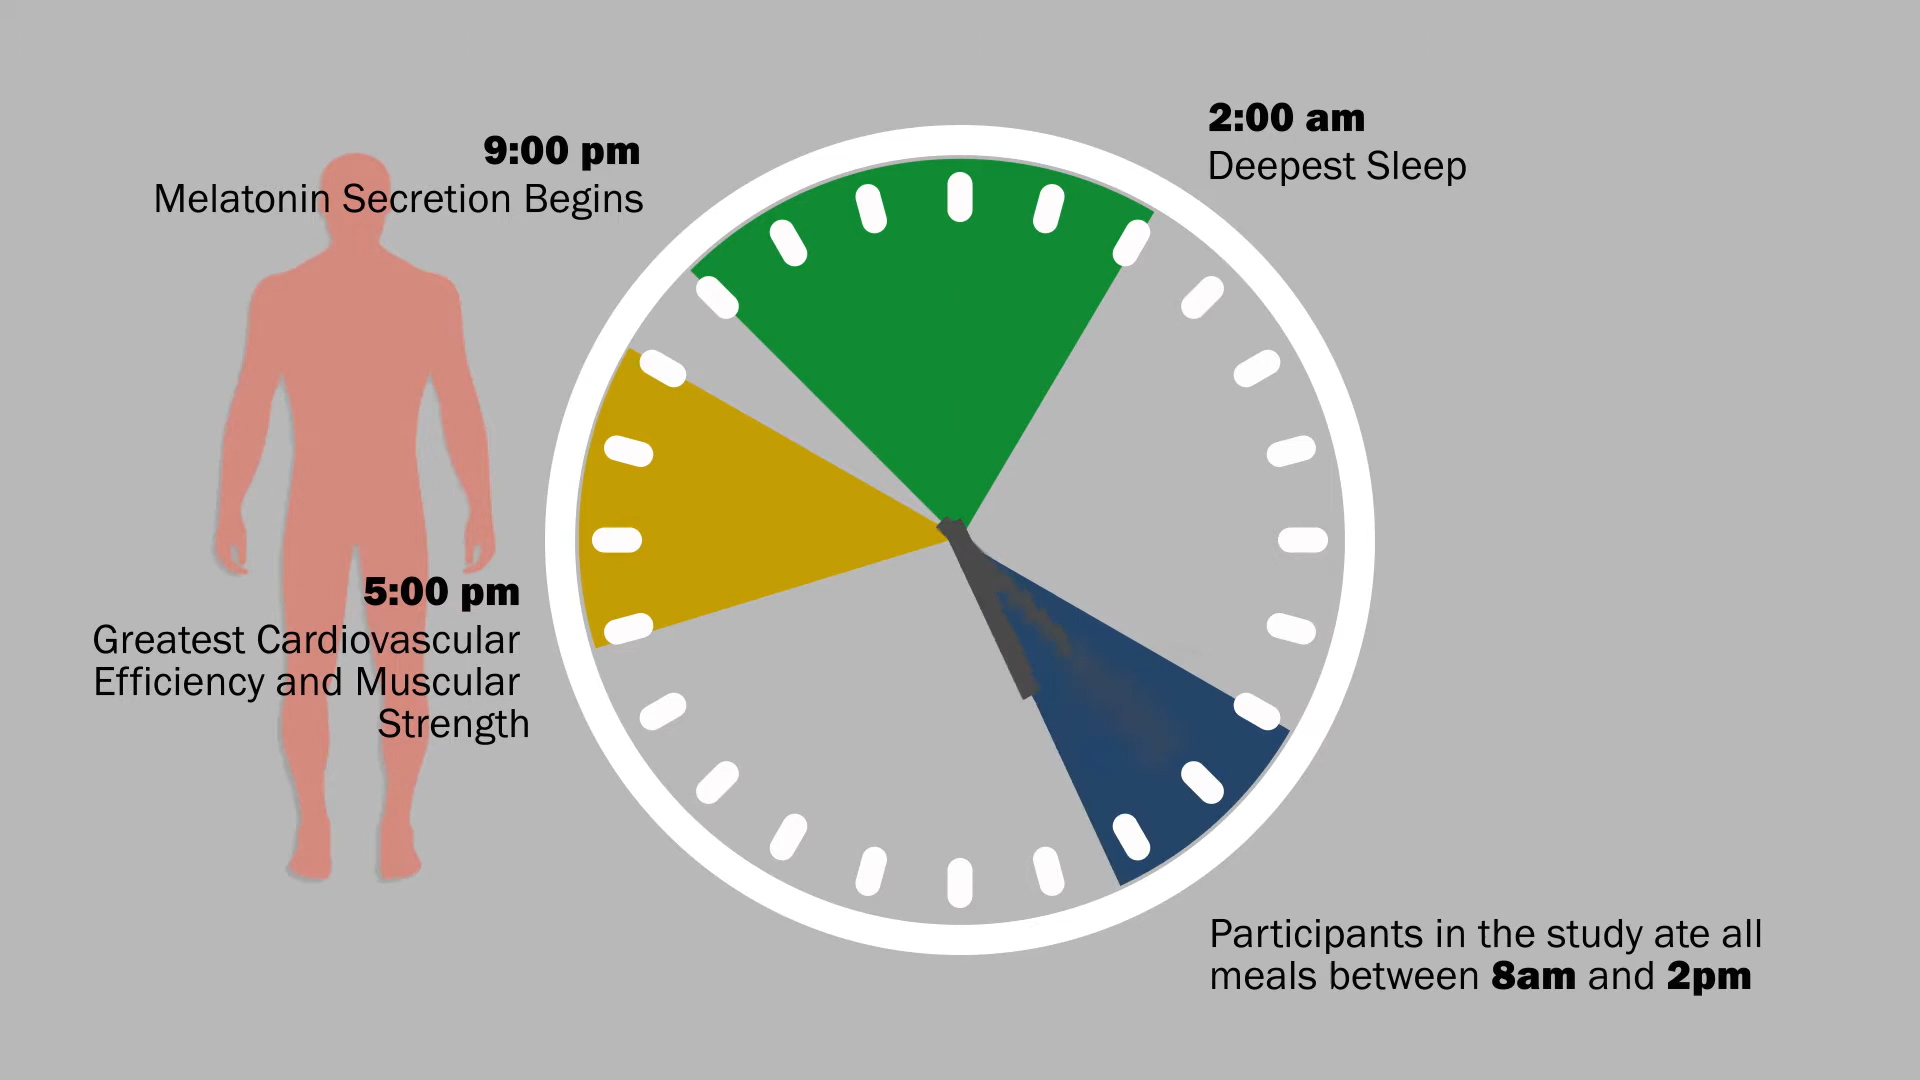 9:00 pm
Melatonin Secretion Begins
2:00 am
Deepest Sleep
5:00 pm
Greatest Cardiovascular
Efficiency and Muscular
Strength
Participants in the study ate all
meals between 8am and 2pm